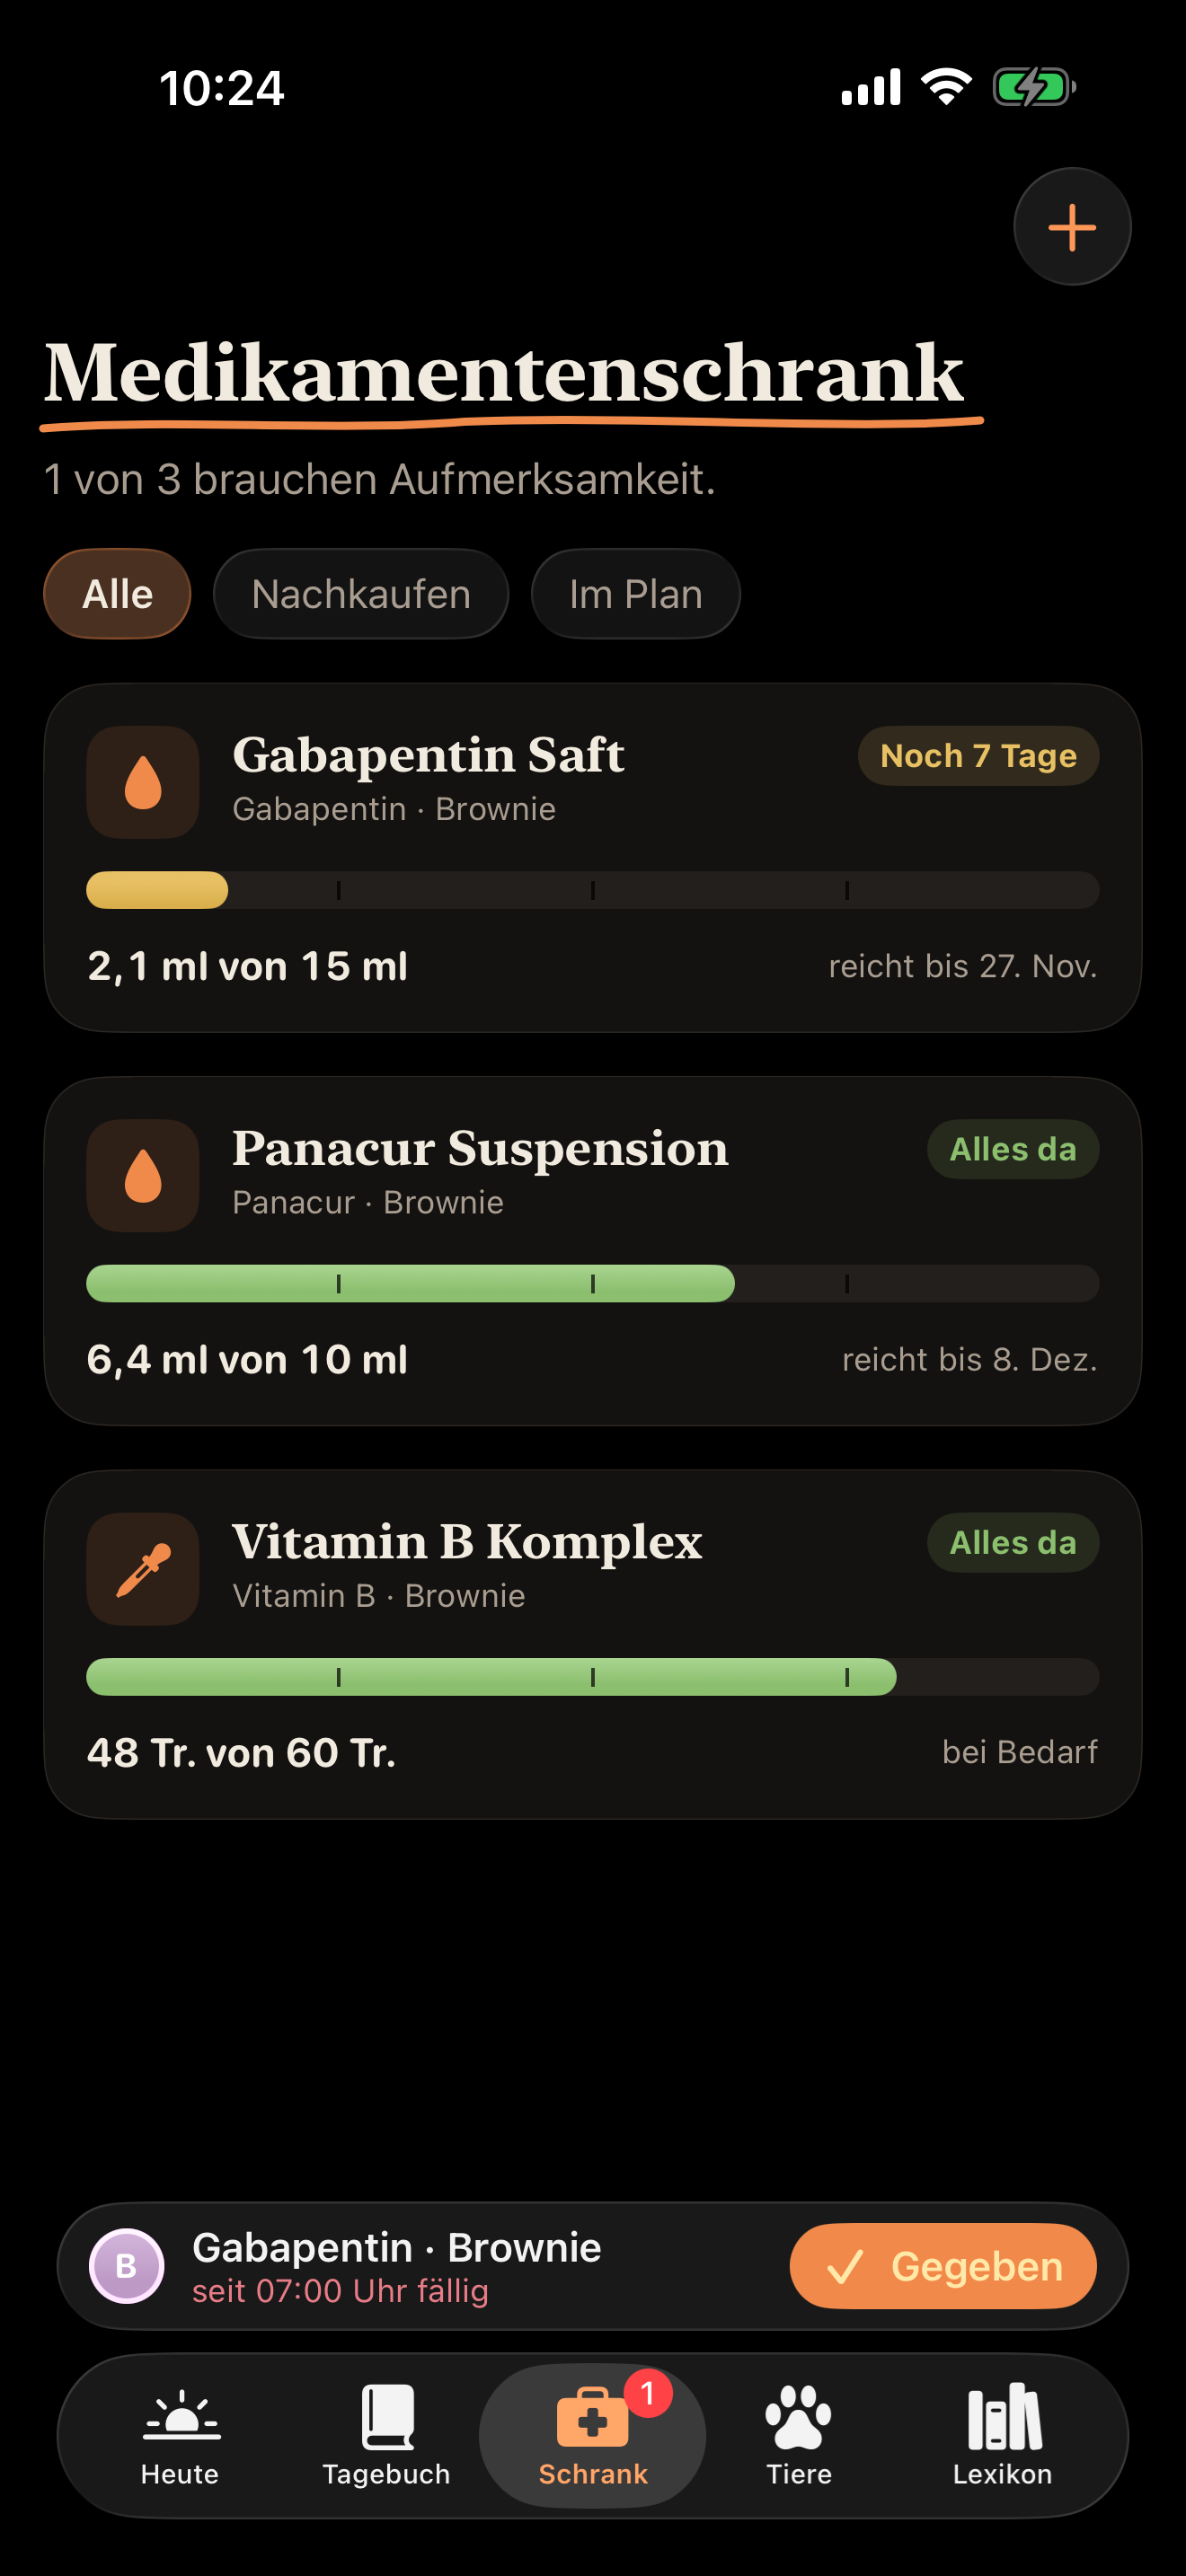 10:24
Medikamentenschrank
1 von 3 brauchen Aufmerksamkeit.
Alle
Nachkaufen
Im Plan
Gabapentin Saft
Noch 7 Tage
Gabapentin · Brownie
2,1 ml von 15 ml
reicht bis 27. Nov.
Panacur Suspension
Alles da
Panacur · Brownie
6,4 ml von 10 ml
reicht bis 8. Dez.
Vitamin B Komplex
Alles da
Vitamin B · Brownie
48 Tr. von 60 Tr.
bei Bedarf
B
Gabapentin · Brownie
seit 07:00 Uhr fällig
Gegeben
1
Heute
Tagebuch
Schrank
Tiere
Lexikon